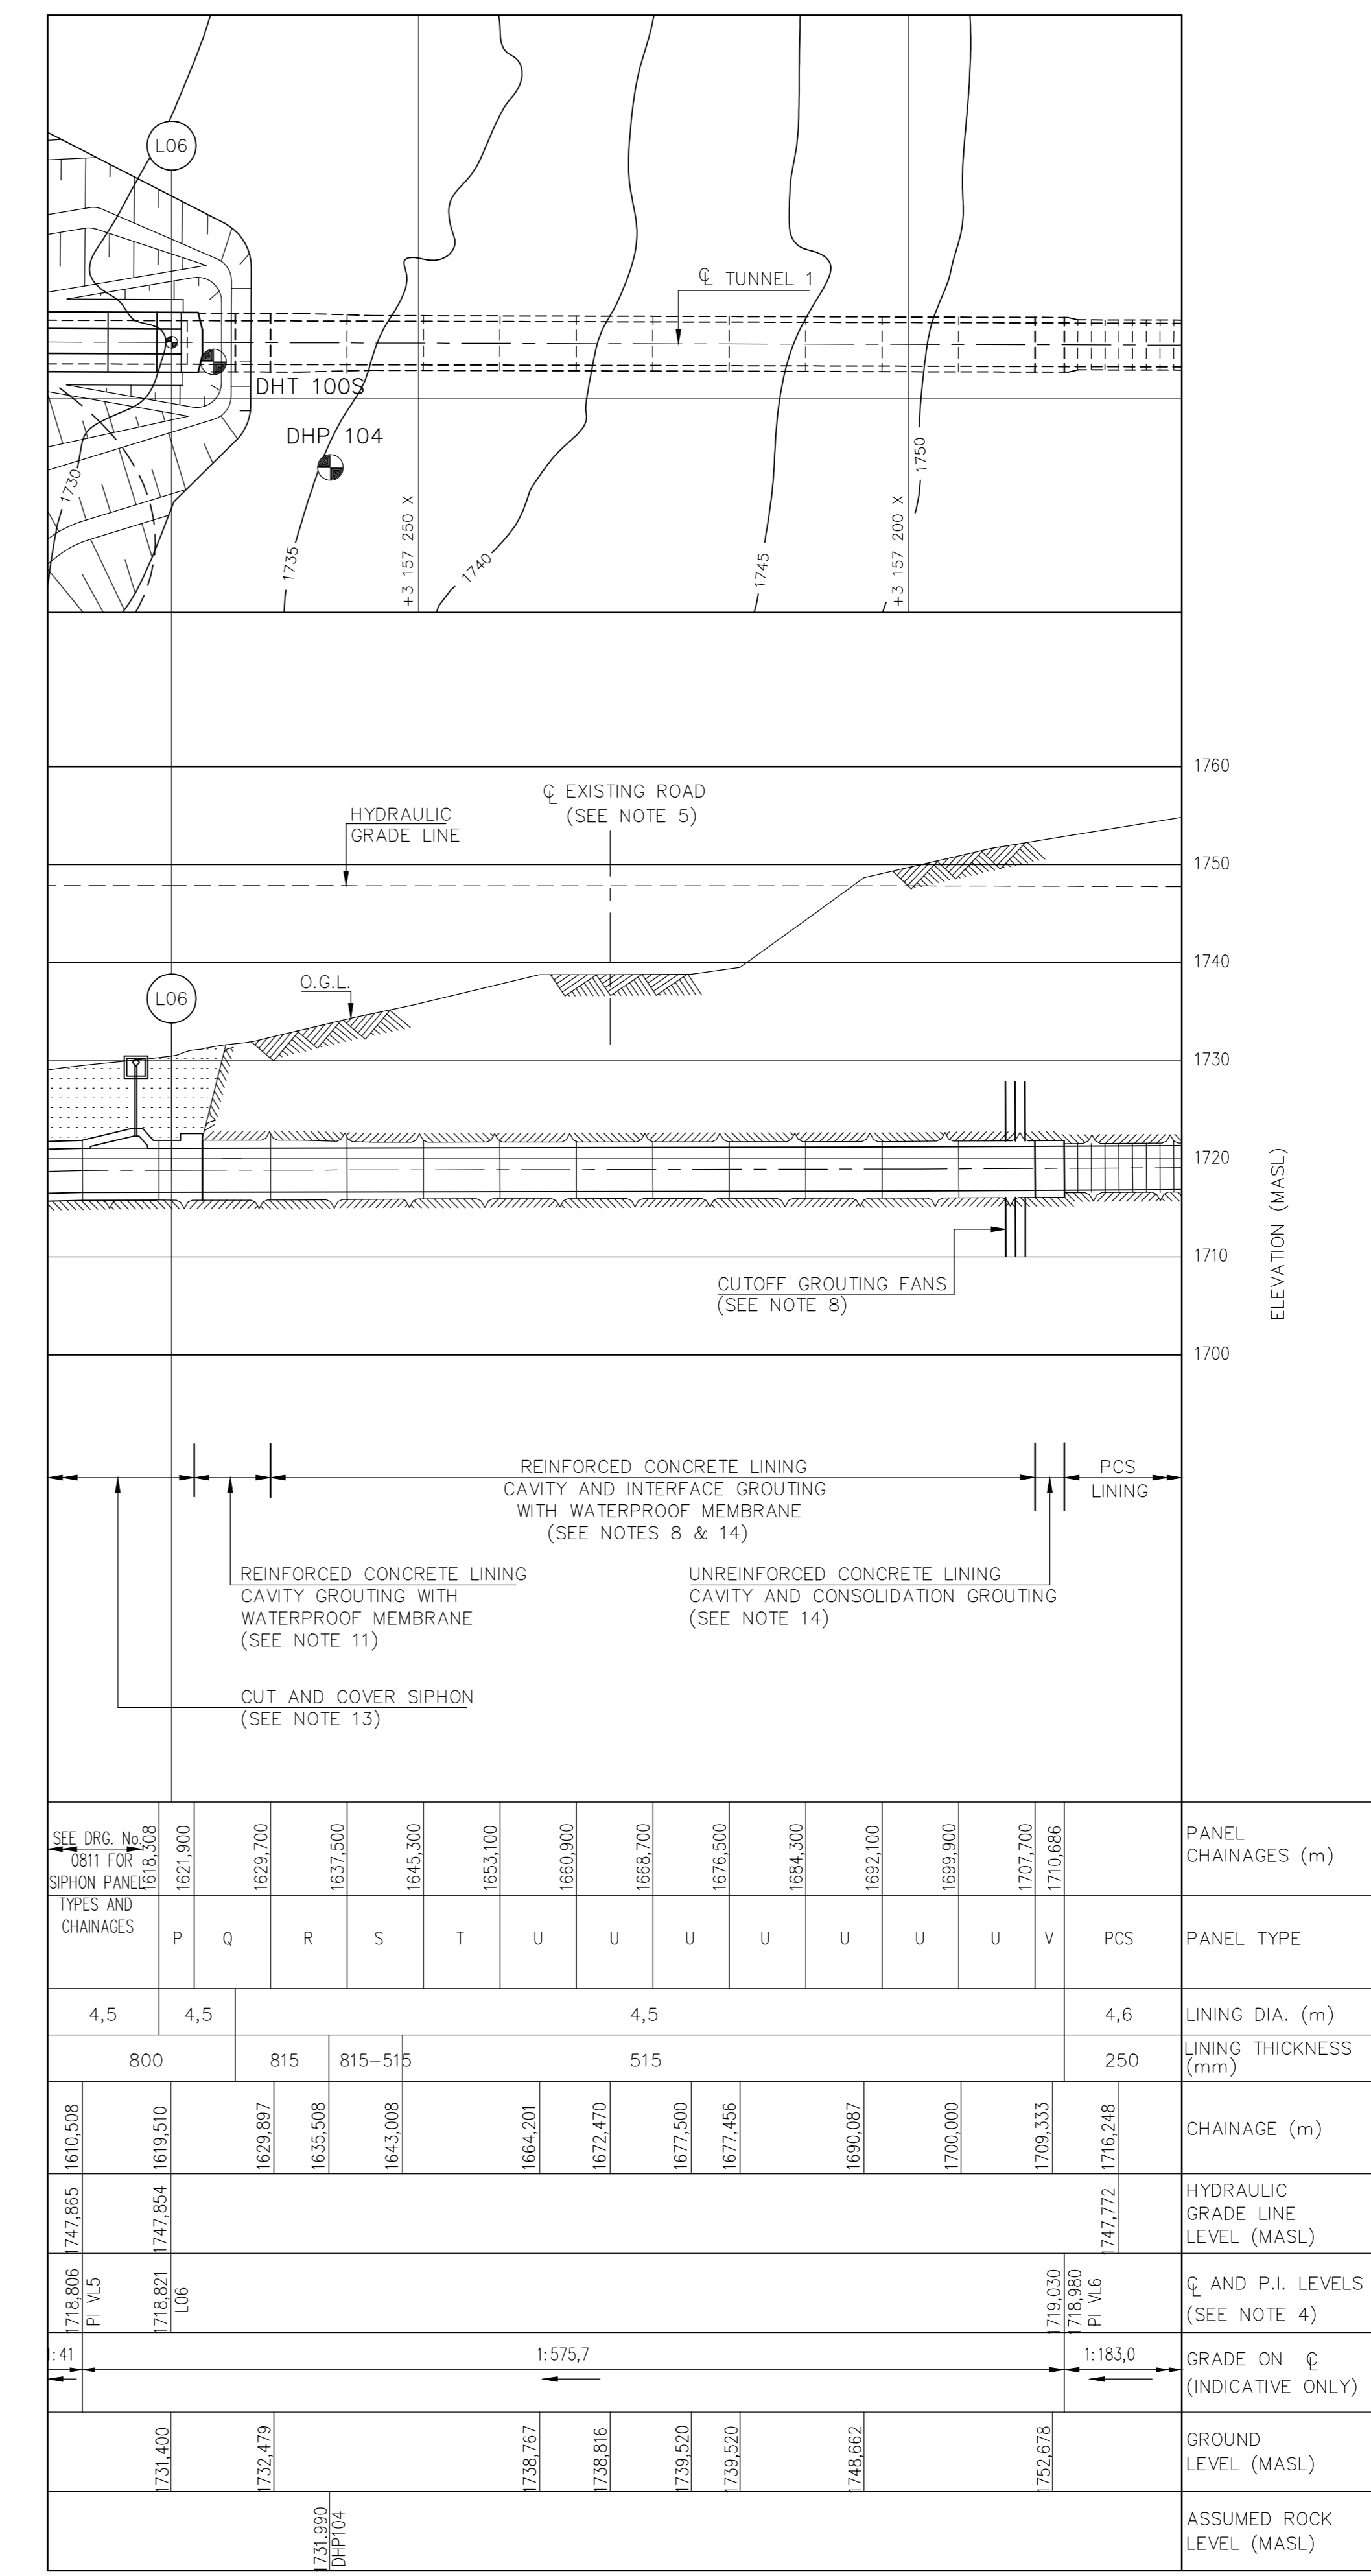 L06
℄ TUNNEL 1
DHT 100S
DHP 104
1730
1735
+3 157 250 X
1740
1745
+3 157 200 X
1750
1760
℄ EXISTING ROAD
(SEE NOTE 5)
HYDRAULIC
GRADE LINE
1750
1740
L06
O.G.L.
1730
1720
ELEVATION (MASL)
1710
CUTOFF GROUTING FANS
(SEE NOTE 8)
1700
REINFORCED CONCRETE LINING
CAVITY AND INTERFACE GROUTING
WITH WATERPROOF MEMBRANE
(SEE NOTES 8 & 14)
PCS
LINING
REINFORCED CONCRETE LINING
CAVITY GROUTING WITH
WATERPROOF MEMBRANE
(SEE NOTE 11)
UNREINFORCED CONCRETE LINING
CAVITY AND CONSOLIDATION GROUTING
(SEE NOTE 14)
CUT AND COVER SIPHON
(SEE NOTE 13)
SEE DRG. No.
0811 FOR
SIPHON PANEL
TYPES AND
CHAINAGES
1618,308
1621,900
1629,700
1637,500
1645,300
1653,100
1660,900
1668,700
1676,500
1684,300
1692,100
1699,900
1707,700
1710,686
PANEL
CHAINAGES (m)
P Q R S T U U U U U U U V PCS PANEL TYPE
4,5 4,5 4,5 4,6 LINING DIA. (m)
800 815 815-515 515 250 LINING THICKNESS
(mm)
1610,508
1619,510
1629,897
1635,508
1643,008
1664,201
1672,470
1677,500
1677,456
1690,087
1700,000
1709,333
1716,248
CHAINAGE (m)
1747,865
1747,854
1747,772
HYDRAULIC
GRADE LINE
LEVEL (MASL)
1718,806
PI VL5
1718,821
L06
1719,030
1718,980
PI VL6
℄ AND P.I. LEVELS
(SEE NOTE 4)
1:41 1:575,7 1:183,0
GRADE ON ℄
(INDICATIVE ONLY)
1731,400
1732,479
1738,767
1738,816
1739,520
1739,520
1748,662
1752,678
GROUND
LEVEL (MASL)
1731.990
DHP104
ASSUMED ROCK
LEVEL (MASL)